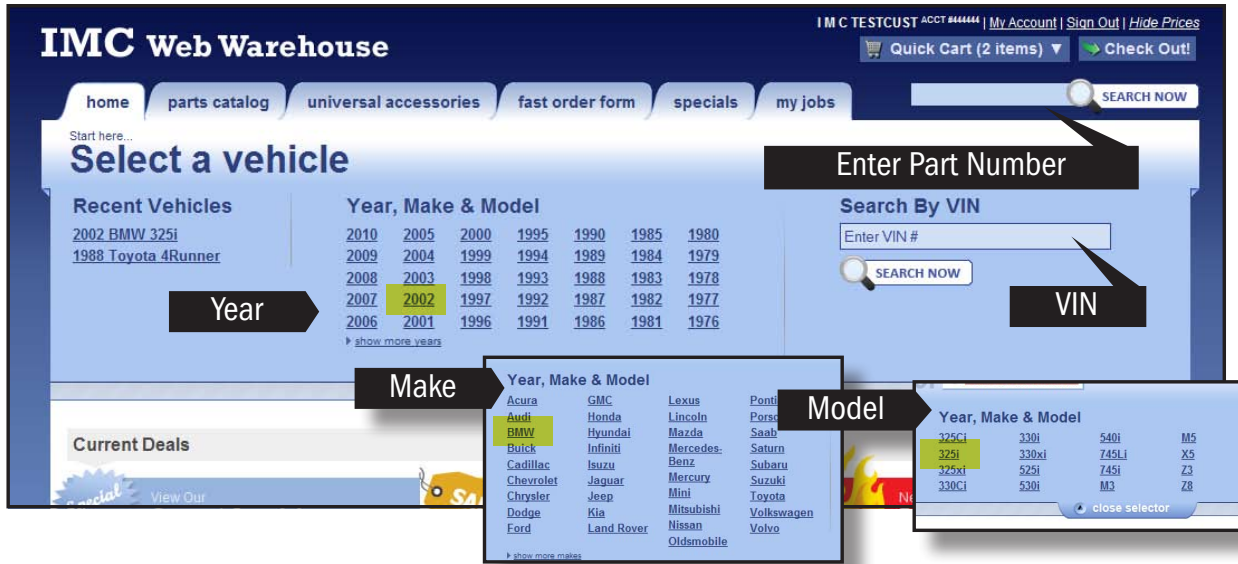 I M C TESTCUST ACCT ####### | My Account | Sign Out | Hide Prices
IMC Web Warehouse
Quick Cart (2 items) ▼
Check Out!
home
parts catalog
universal accessories
fast order form
specials
my jobs
SEARCH NOW
Start here...
Select a vehicle
Enter Part Number
Recent Vehicles
2002 BMW 325i
1988 Toyota 4Runner
Year, Make & Model
2010 2005 2000 1995 1990 1985 1980
2009 2004 1999 1994 1989 1984 1979
2008 2003 1998 1993 1988 1983 1978
2007 2002 1997 1992 1987 1982 1977
2006 2001 1996 1991 1986 1981 1976
show more years
Year
Search By VIN
Enter VIN #
SEARCH NOW
VIN
Make
Year, Make & Model
Acura GMC Lexus Ponti
Audi Honda Lincoln Porsc
BMW Hyundai Mazda Saab
Buick Infiniti Mercedes-Benz Saturn
Cadillac Isuzu Mercury Subaru
Chevrolet Jaguar Mini Suzuki
Chrysler Jeep Mitsubishi Toyota
Dodge Kia Nissan Volkswagen
Ford Land Rover Oldsmobile Volvo
show more makes
Model
Year, Make & Model
325Ci 330i 540i M5
325i 330xi 745Li X5
325xi 525i 745i Z3
330Ci 530i M3 Z8
close selector
Current Deals
Special
View Our